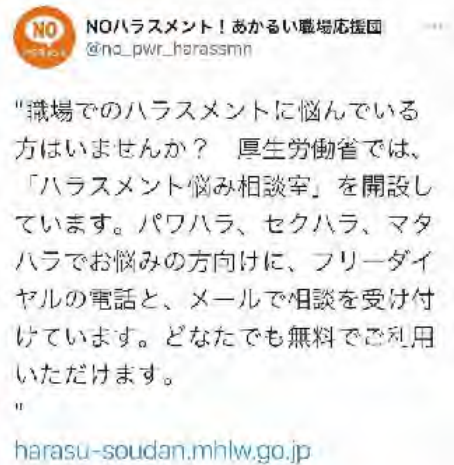 NO
NOハラスメント！あかるい職場応援団
@no_pwr_harassmn
"職場でのハラスメントに悩んでいる
方はいませんか？　厚生労働省では、
「ハラスメント悩み相談室」を開設し
ています。パワハラ、セクハラ、マタ
ハラでお悩みの方向けに、フリーダイ
ヤルの電話と、メールで相談を受け付
けています。どなたでも無料でご利用
いただけます。
"
harasu-soudan.mhlw.go.jp